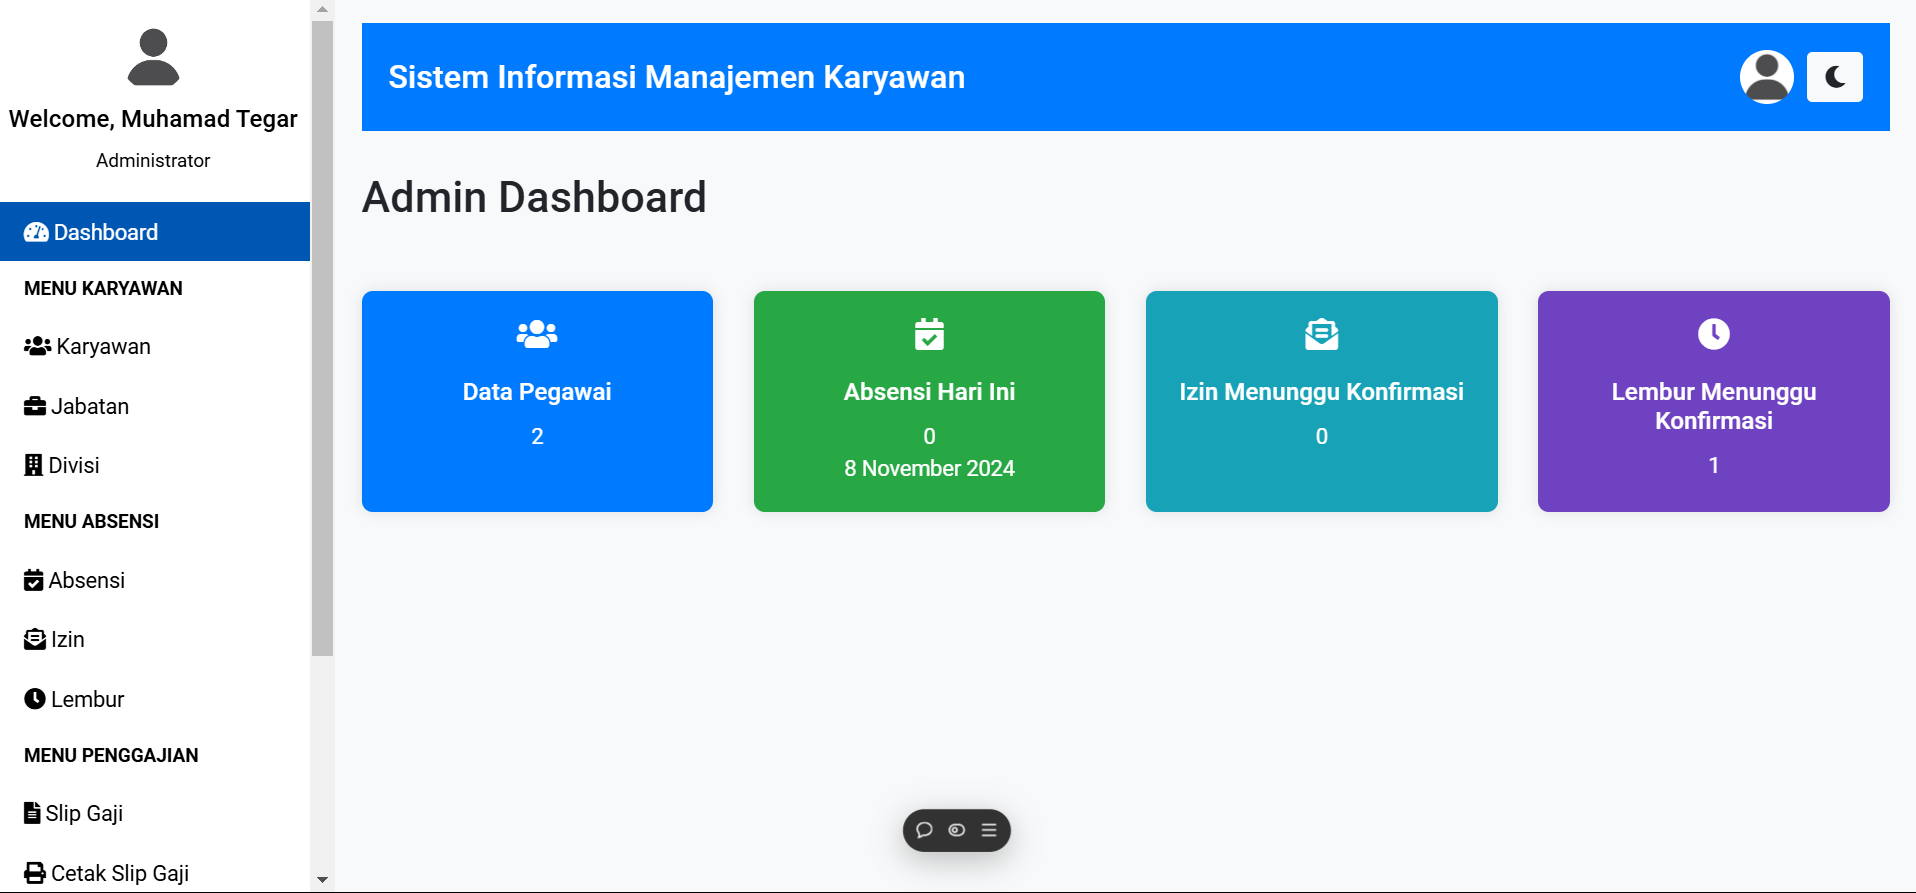 Welcome, Muhamad Tegar
Administrator
Dashboard
MENU KARYAWAN
Karyawan
Jabatan
Divisi
MENU ABSENSI
Absensi
Izin
Lembur
MENU PENGGAJIAN
Slip Gaji
Cetak Slip Gaji
Sistem Informasi Manajemen Karyawan
Admin Dashboard
Data Pegawai
2
Absensi Hari Ini
0
8 November 2024
Izin Menunggu Konfirmasi
0
Lembur Menunggu
Konfirmasi
1